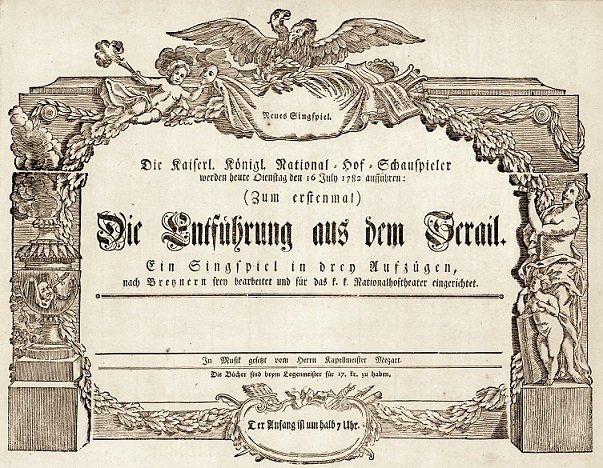 Neues Singspiel.
Die Kaiserl. Königl. National-Hof-Schauspieler
werden heute Dienstag den 16 July 1782 aufführen:
(Zum erstenmal)
Die Entführung aus dem Serail.
Ein Singspiel in drey Aufzügen,
nach Bretznern frey bearbeitet und für das k. k. Nationalhoftheater eingerichtet.
In Musik gesetzt vom Herrn Kapellmeister Mozart.
Die Bücher sind beym Logenmeister für 17. kr. zu haben.
Der Anfang ist um halb 7 Uhr.